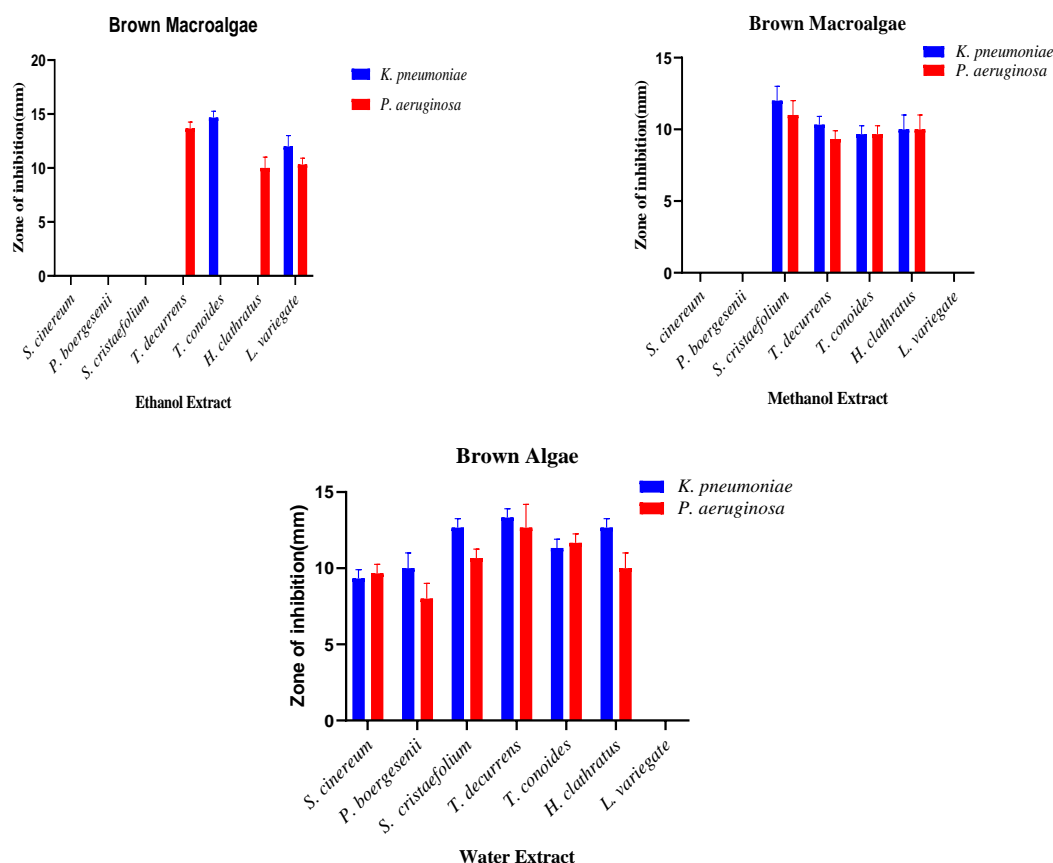 Brown Macroalgae
20
15
10
5
0
Zone of inhibition(mm)
K. pneumoniae
P. aeruginosa
S. cinereum
P. boergesenii
S. cristaefolium
T. decurrens
T. conoides
H. clathratus
L. variegate
Ethanol Extract
Brown Macroalgae
15
10
5
0
Zone of inhibition(mm)
K. pneumoniae
P. aeruginosa
S. cinereum
P. boergesenii
S. cristaefolium
T. decurrens
T. conoides
H. clathratus
L. variegate
Methanol Extract
Brown Algae
15
10
5
0
Zone of inhibition(mm)
K. pneumoniae
P. aeruginosa
S. cinereum
P. boergesenii
S. cristaefolium
T. decurrens
T. conoides
H. clathratus
L. variegate
Water Extract